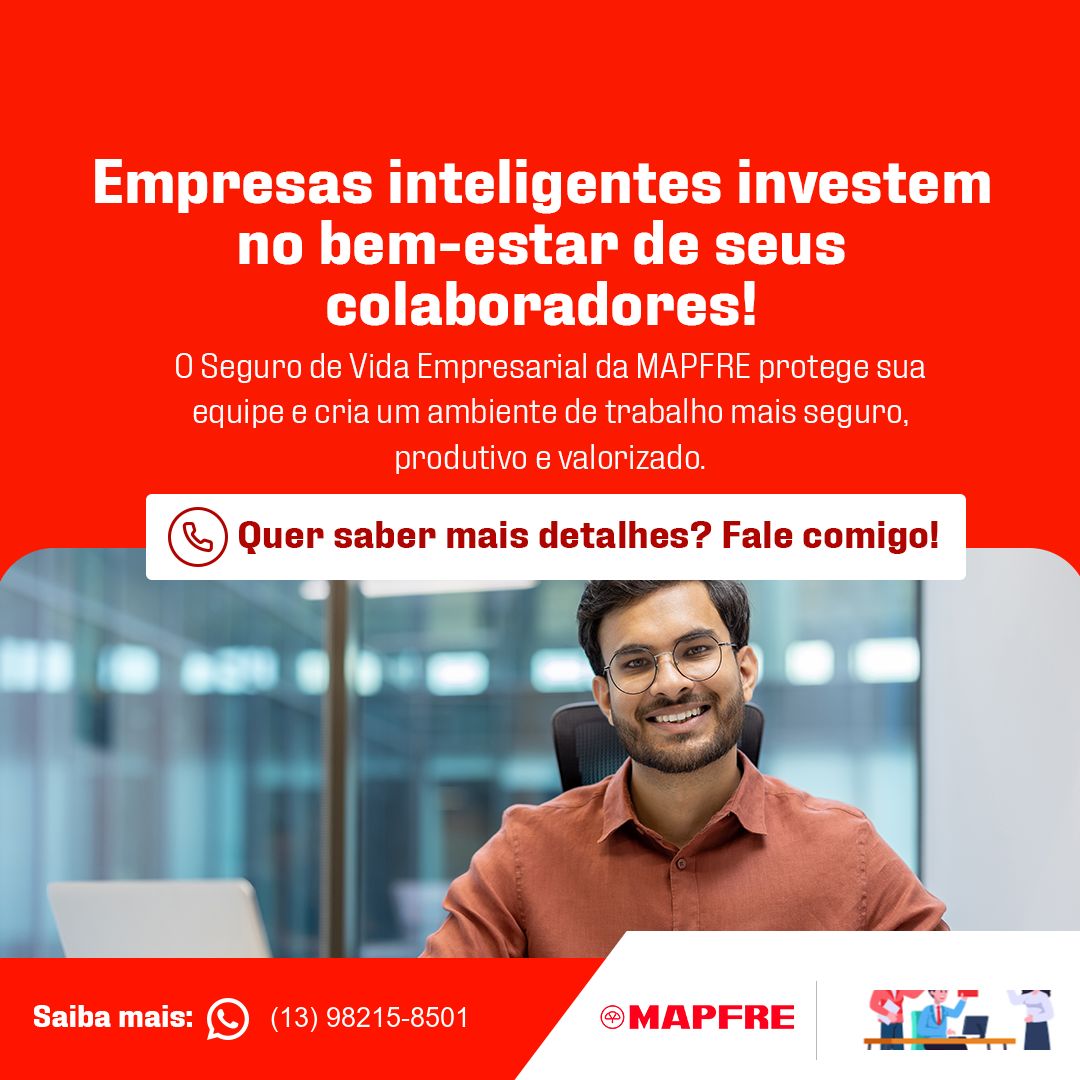 Empresas inteligentes investem
no bem-estar de seus
colaboradores!
O Seguro de Vida Empresarial da MAPFRE protege sua
equipe e cria um ambiente de trabalho mais seguro,
produtivo e valorizado.
Quer saber mais detalhes? Fale comigo!
Saiba mais: (13) 98215-8501
MAPFRE